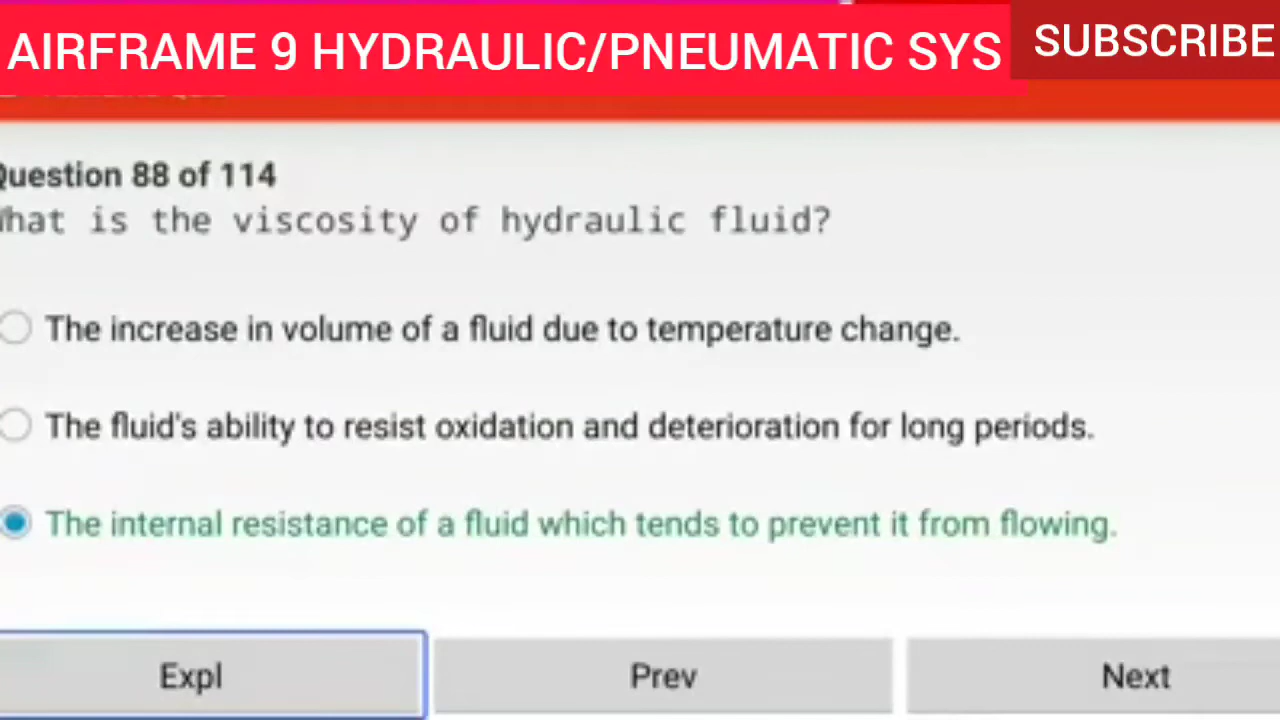 AIRFRAME 9 HYDRAULIC/PNEUMATIC SYS
SUBSCRIBE
Question 88 of 114
What is the viscosity of hydraulic fluid?
The increase in volume of a fluid due to temperature change.
The fluid's ability to resist oxidation and deterioration for long periods.
The internal resistance of a fluid which tends to prevent it from flowing.
Expl
Prev
Next